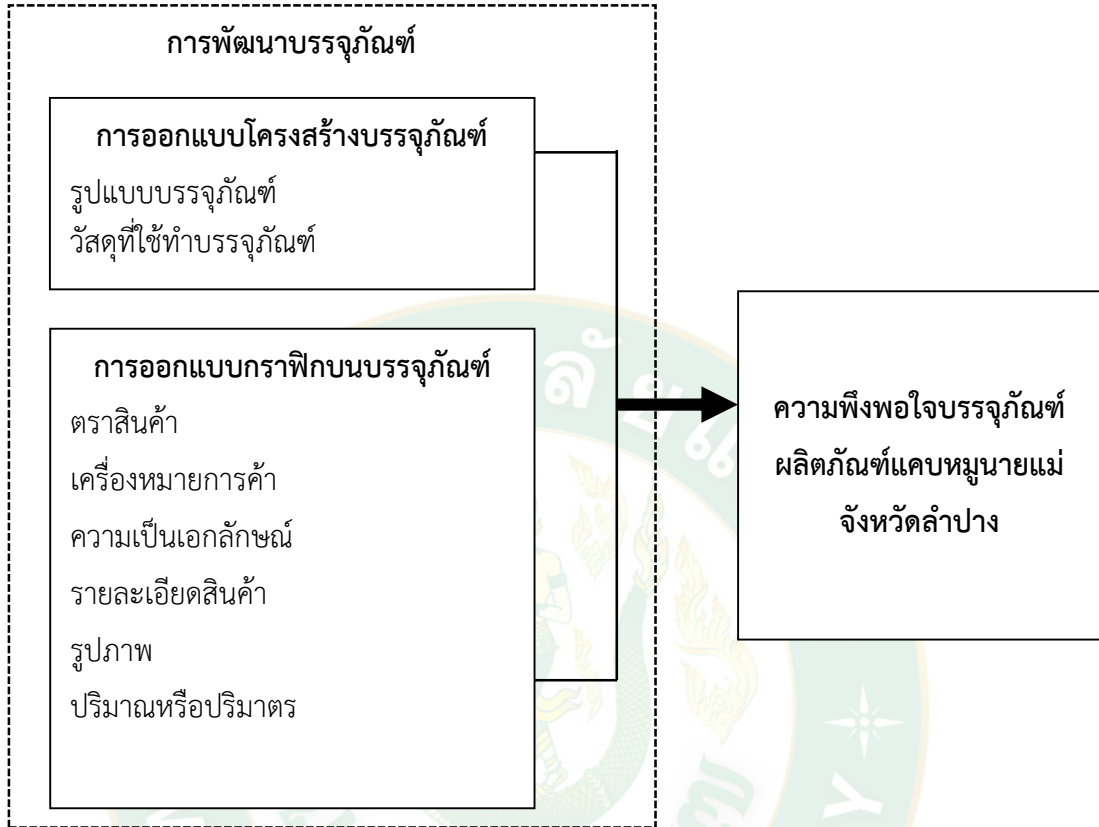 การพัฒนาบรรจุภัณฑ์
การออกแบบโครงสร้างบรรจุภัณฑ์
รูปแบบบรรจุภัณฑ์
วัสดุที่ใช้ทำบรรจุภัณฑ์
การออกแบบกราฟิกบนบรรจุภัณฑ์
ตราสินค้า
เครื่องหมายการค้า
ความเป็นเอกลักษณ์
รายละเอียดสินค้า
รูปภาพ
ปริมาณหรือปริมาตร
ความพึงพอใจบรรจุภัณฑ์
ผลิตภัณฑ์แคบหมูนายแม่
จังหวัดลำปาง